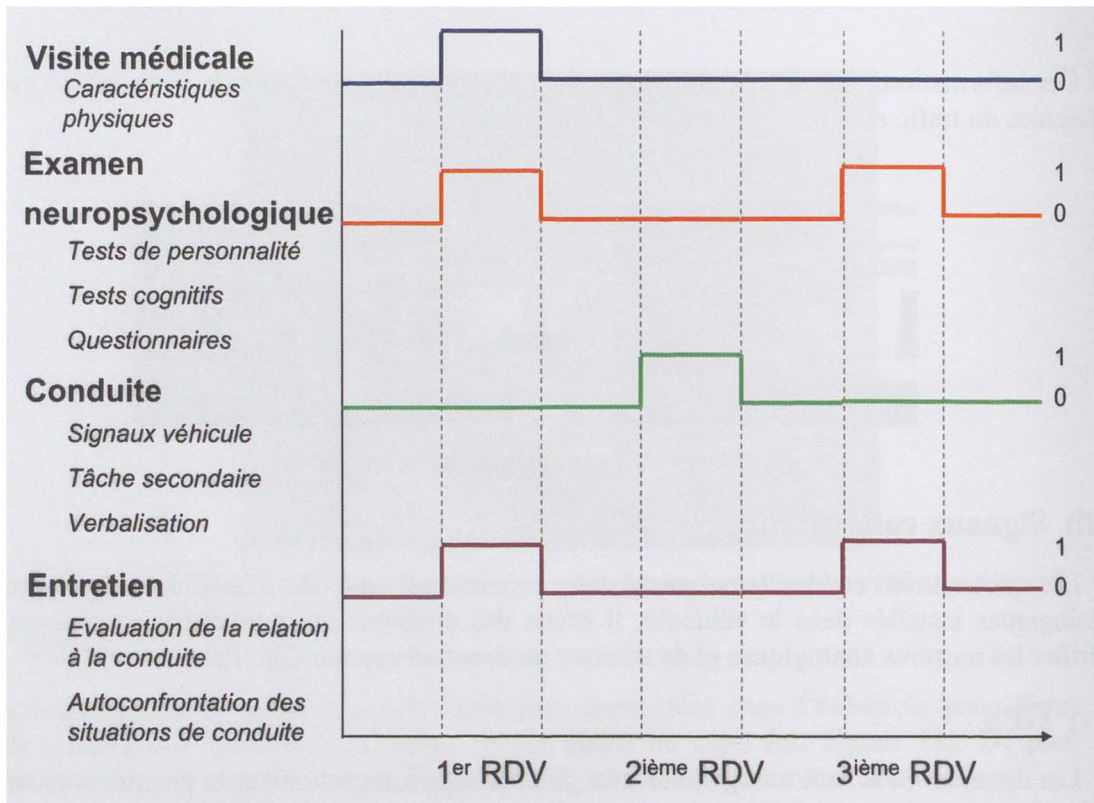 Visite médicale
Caractéristiques
physiques
1
0
Examen
neuropsychologique
1
0
Tests de personnalité
Tests cognitifs
Questionnaires
Conduite
1
0
Signaux véhicule
Tâche secondaire
Verbalisation
Entretien
1
0
Evaluation de la relation
à la conduite
Autoconfrontation des
situations de conduite
1er RDV
2ième RDV
3ième RDV